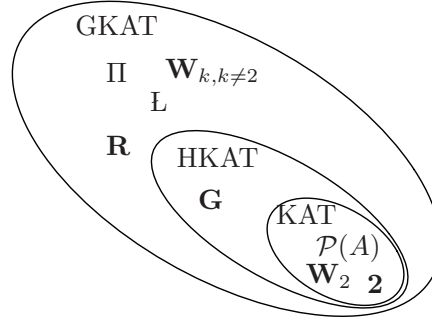 GKAT
Π W_{k,k≠2}
Ł
R
HKAT
G
KAT
𝒫(A)
W₂ 2